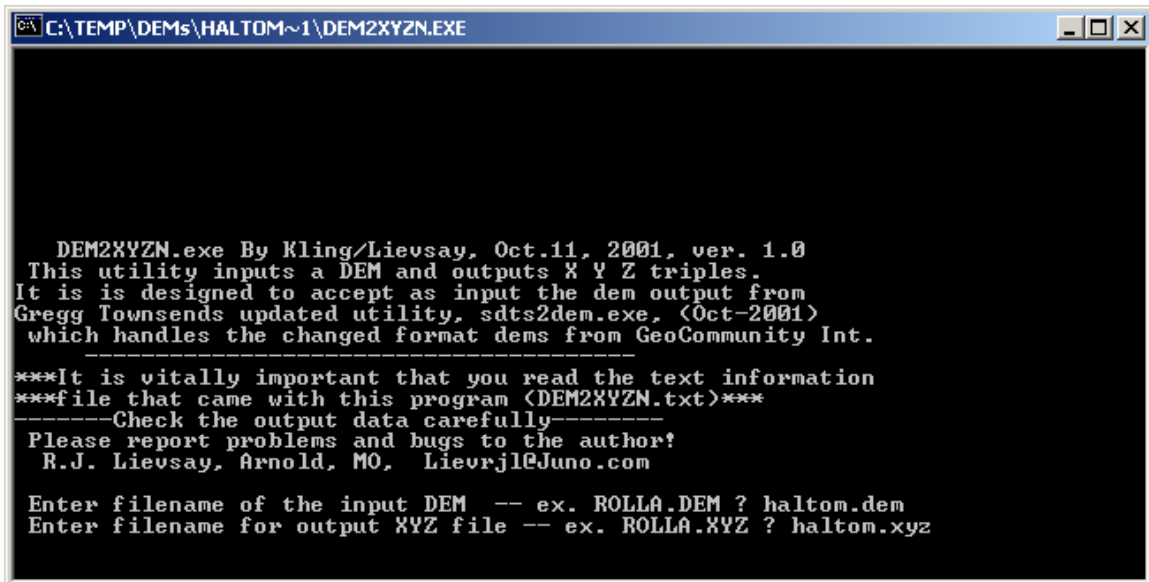 C:\TEMP\DEMs\HALTOM~1\DEM2XYZN.EXE
DEM2XYZN.exe By Kling/Lievsay, Oct.11, 2001, ver. 1.0
This utility inputs a DEM and outputs X Y Z triples.
It is is designed to accept as input the dem output from
Gregg Townsends updated utility, sdts2dem.exe, (Oct-2001)
which handles the changed format dems from GeoCommunity Int.
---------------------------------------
***It is vitally important that you read the text information
***file that came with this program (DEM2XYZN.txt)***
-------Check the output data carefully--------
Please report problems and bugs to the author!
R.J. Lievsay, Arnold, MO, Lievrjl@Juno.com
Enter filename of the input DEM -- ex. ROLLA.DEM ? haltom.dem
Enter filename for output XYZ file -- ex. ROLLA.XYZ ? haltom.xyz